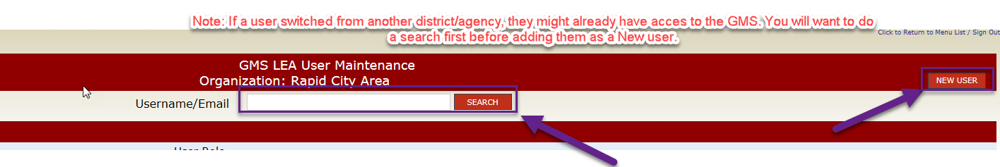 Note: If a user switched from another district/agency, they might already have acces to the GMS. You will want to do
a search first before adding them as a New user.
Click to Return to Menu List / Sign Out
GMS LEA User Maintenance
Organization: Rapid City Area
NEW USER
Username/Email
SEARCH
User Role